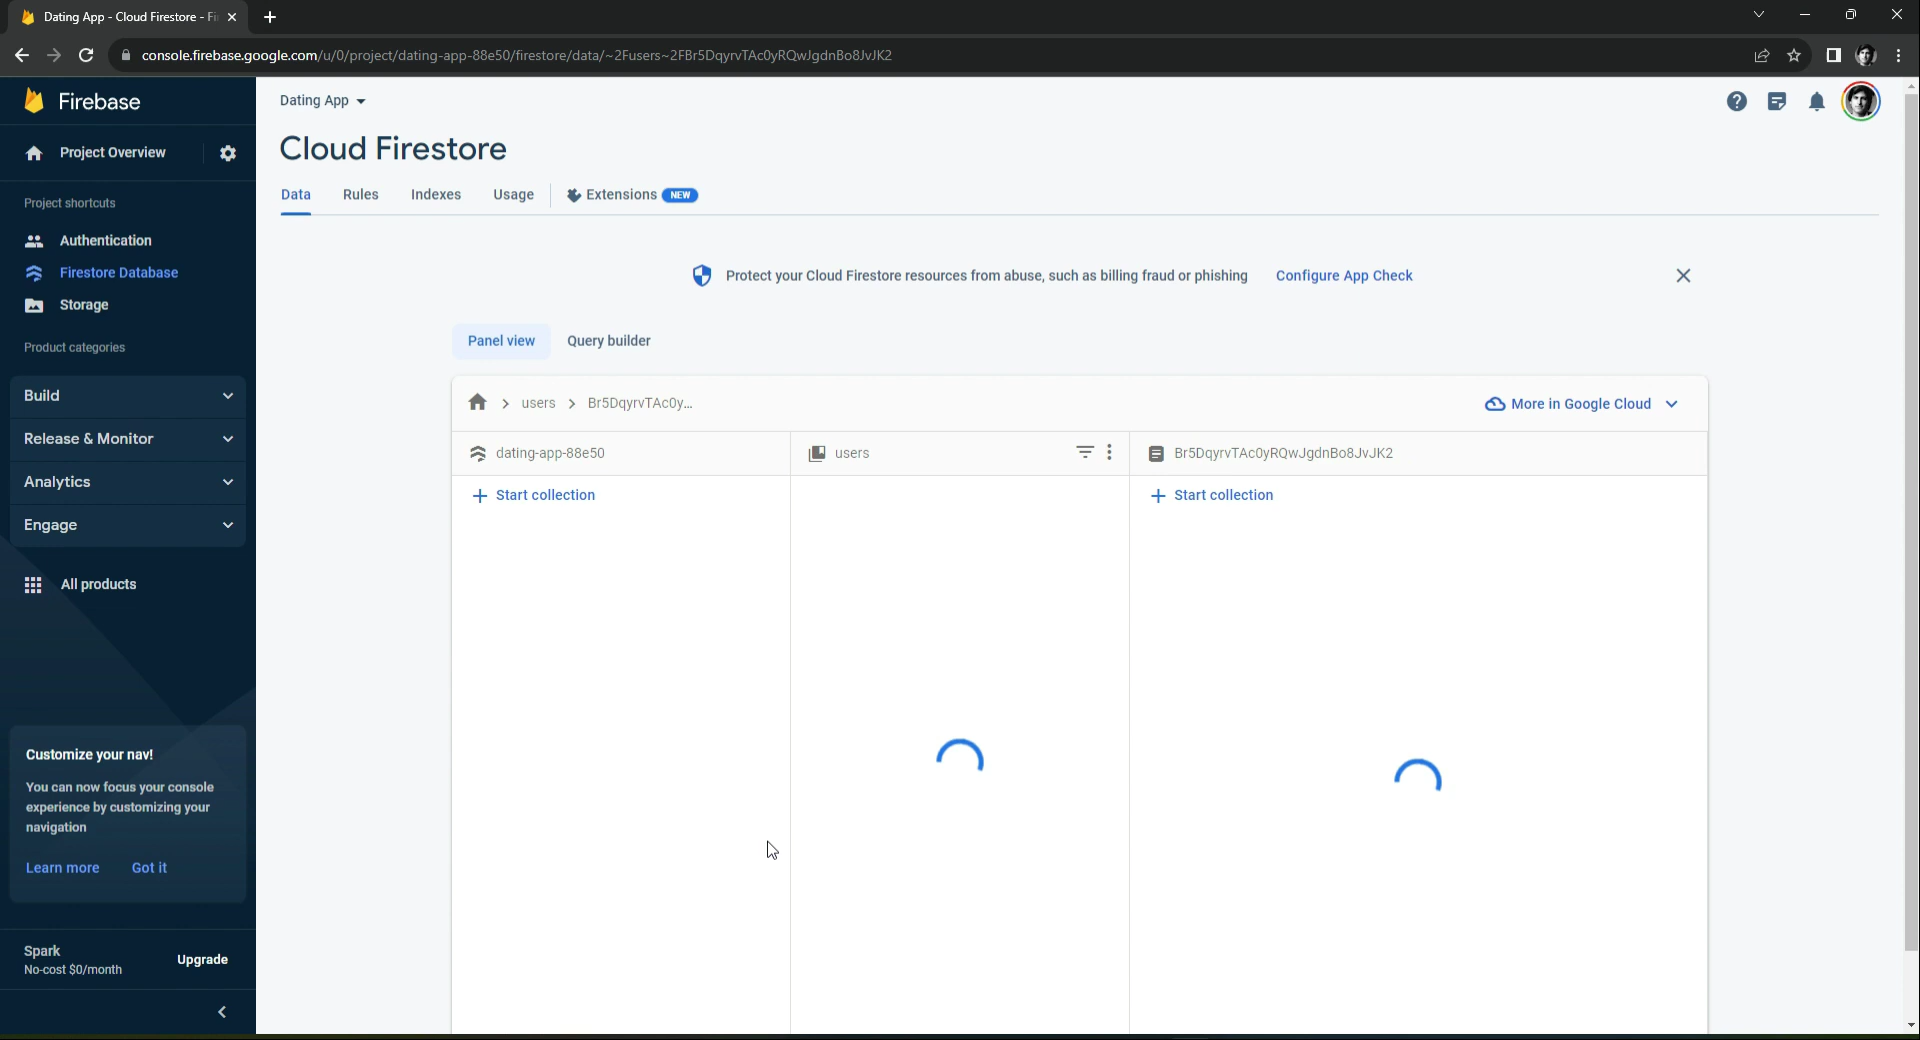 Dating App - Cloud Firestore - Fi
console.firebase.google.com/u/0/project/dating-app-88e50/firestore/data/~2Fusers~2FBr5DqyrvTAc0yRQwJgdnBo8JvJK2
Firebase
Dating App
Cloud Firestore
Project Overview
Data Rules Indexes Usage Extensions NEW
Project shortcuts
Authentication
Firestore Database
Storage
Product categories
Build
Release & Monitor
Analytics
Engage
All products
Protect your Cloud Firestore resources from abuse, such as billing fraud or phishing Configure App Check
Panel view Query builder
users Br5DqyrvTAc0y... More in Google Cloud
dating-app-88e50 users Br5DqyrvTAc0yRQwJgdnBo8JvJK2
+ Start collection + Start collection
Customize your nav!
You can now focus your console
experience by customizing your
navigation
Learn more Got it
Spark
No-cost $0/month
Upgrade